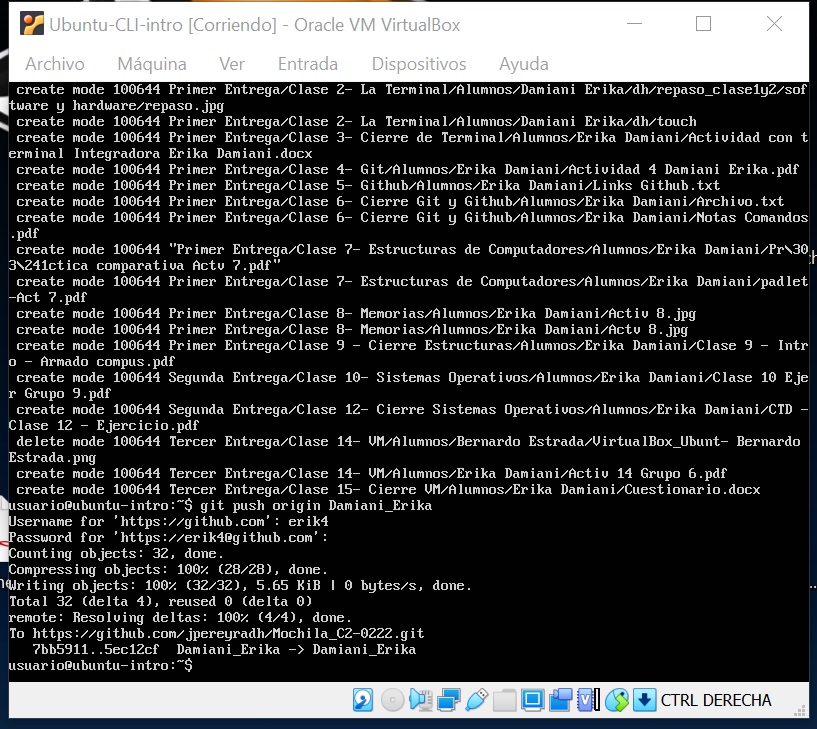 Ubuntu-CLI-intro [Corriendo] - Oracle VM VirtualBox
Archivo Máquina Ver Entrada Dispositivos Ayuda
create mode 100644 Primer Entrega/Clase 2- La Terminal/Alumnos/Damiani Erika/dh/repaso_clase1y2/sof
tware y hardware/repaso.jpg
create mode 100644 Primer Entrega/Clase 2- La Terminal/Alumnos/Damiani Erika/dh/touch
create mode 100644 Primer Entrega/Clase 3- Cierre de Terminal/Alumnos/Erika Damiani/Actividad con t
erminal Integradora Erika Damiani.docx
create mode 100644 Primer Entrega/Clase 4- Git/Alumnos/Erika Damiani/Actividad 4 Damiani Erika.pdf
create mode 100644 Primer Entrega/Clase 5- Github/Alumnos/Erika Damiani/Links Github.txt
create mode 100644 Primer Entrega/Clase 6- Cierre Git y Github/Alumnos/Erika Damiani/Archivo.txt
create mode 100644 Primer Entrega/Clase 6- Cierre Git y Github/Alumnos/Erika Damiani/Notas Comandos
.pdf
create mode 100644 "Primer Entrega/Clase 7- Estructuras de Computadores/Alumnos/Erika Damiani/Pr\30
3\241ctica comparativa Actv 7.pdf"
create mode 100644 Primer Entrega/Clase 7- Estructuras de Computadores/Alumnos/Erika Damiani/padlet
-Act 7.pdf
create mode 100644 Primer Entrega/Clase 8- Memorias/Alumnos/Erika Damiani/Activ 8.jpg
create mode 100644 Primer Entrega/Clase 8- Memorias/Alumnos/Erika Damiani/Actv 8.jpg
create mode 100644 Primer Entrega/Clase 9 - Cierre Estructuras/Alumnos/Erika Damiani/Clase 9 - Intr
o - Armado compus.pdf
create mode 100644 Segunda Entrega/Clase 10- Sistemas Operativos/Alumnos/Erika Damiani/Clase 10 Eje
r Grupo 9.pdf
create mode 100644 Segunda Entrega/Clase 12- Cierre Sistemas Operativos/Alumnos/Erika Damiani/CTD -
Clase 12 - Ejercicio.pdf
delete mode 100644 Tercer Entrega/Clase 14- VM/Alumnos/Bernardo Estrada/VirtualBox_Ubunt- Bernardo
Estrada.png
create mode 100644 Tercer Entrega/Clase 14- VM/Alumnos/Erika Damiani/Activ 14 Grupo 6.pdf
create mode 100644 Tercer Entrega/Clase 15- Cierre VM/Alumnos/Erika Damiani/Cuestionario.docx
usuario@ubuntu-intro:~$ git push origin Damiani_Erika
Username for 'https://github.com': erik4
Password for 'https://erik4@github.com':
Counting objects: 32, done.
Compressing objects: 100% (28/28), done.
Writing objects: 100% (32/32), 5.65 KiB | 0 bytes/s, done.
Total 32 (delta 4), reused 0 (delta 0)
remote: Resolving deltas: 100% (4/4), done.
To https://github.com/jpereyradh/Mochila_C2-0222.git
7bb5911..5ec12cf Damiani_Erika -> Damiani_Erika
usuario@ubuntu-intro:~$
CTRL DERECHA